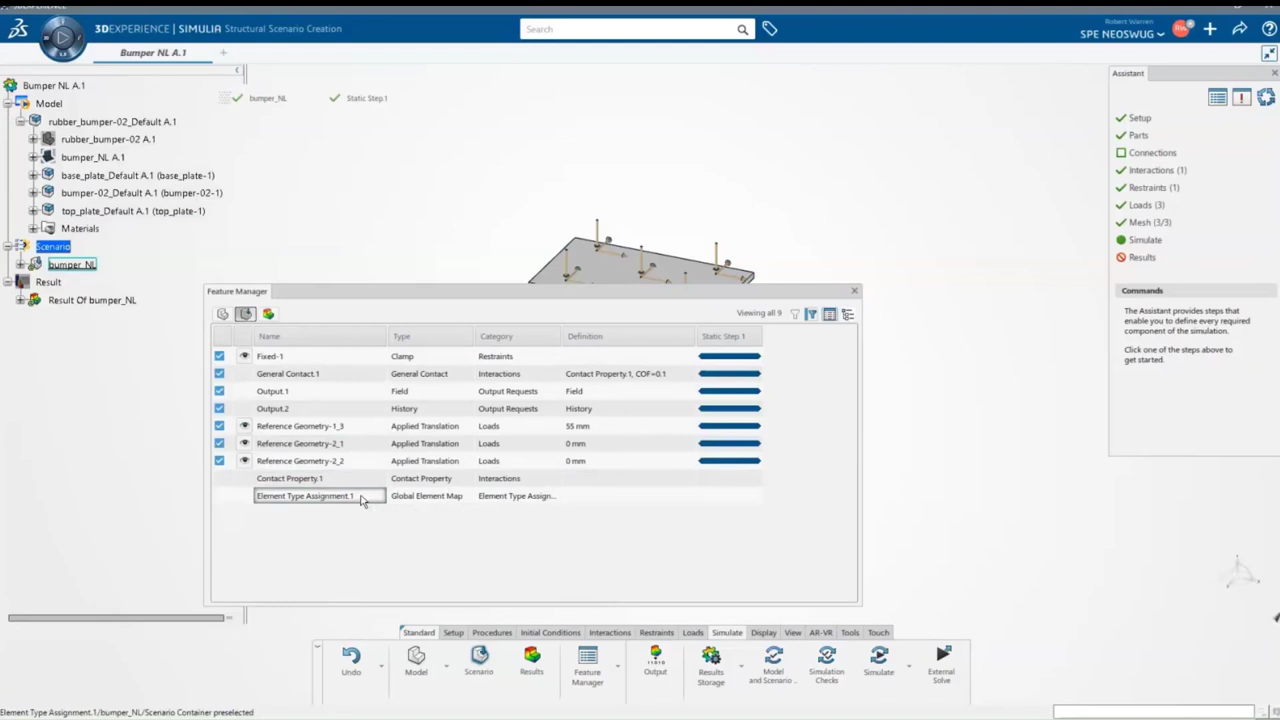 3DEXPERIENCE | SIMULIA Structural Scenario Creation
Search
Robert Warren
SPE NEOSWUG
RW
Bumper NL A.1
Bumper NL A.1
Model
rubber_bumper-02_Default A.1
rubber_bumper-02 A.1
bumper_NL A.1
base_plate_Default A.1 (base_plate-1)
bumper-02_Default A.1 (bumper-02-1)
top_plate_Default A.1 (top_plate-1)
Materials
Scenario
bumper_NL
Result
Result Of bumper_NL
bumper_NL
Static Step.1
Assistant
Setup
Parts
Connections
Interactions (1)
Restraints (1)
Loads (3)
Mesh (3/3)
Simulate
Results
Commands
The Assistant provides steps that
enable you to define every required
component of the simulation.
Click one of the steps above to
get started.
Feature Manager
Viewing all 9
Name Type Category Definition Static Step 1
Fixed-1 Clamp Restraints
General Contact.1 General Contact Interactions Contact Property.1, COF=0.1
Output.1 Field Output Requests Field
Output.2 History Output Requests History
Reference Geometry-1_3 Applied Translation Loads 55 mm
Reference Geometry-2_1 Applied Translation Loads 0 mm
Reference Geometry-2_2 Applied Translation Loads 0 mm
Contact Property.1 Contact Property Interactions
Element Type Assignment.1 Global Element Map Element Type Assign...
Standard Setup Procedures Initial Conditions Interactions Restraints Loads Simulate Display View AR-VR Tools Touch
Undo
Model
Scenario
Results
Feature
Manager
Output
Results
Storage
Model
and Scenario ..
Simulation
Checks
Simulate
External
Solve
Element Type Assignment.1/bumper_NL/Scenario Container preselected